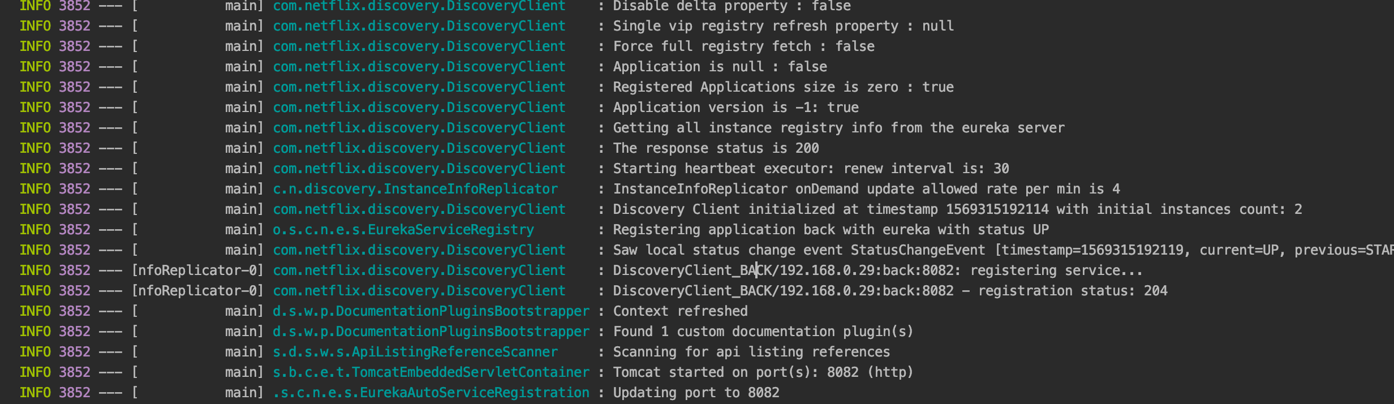 INFO 3852 --- [           main] com.netflix.discovery.DiscoveryClient    : Disable delta property : false
INFO 3852 --- [           main] com.netflix.discovery.DiscoveryClient    : Single vip registry refresh property : null
INFO 3852 --- [           main] com.netflix.discovery.DiscoveryClient    : Force full registry fetch : false
INFO 3852 --- [           main] com.netflix.discovery.DiscoveryClient    : Application is null : false
INFO 3852 --- [           main] com.netflix.discovery.DiscoveryClient    : Registered Applications size is zero : true
INFO 3852 --- [           main] com.netflix.discovery.DiscoveryClient    : Application version is -1: true
INFO 3852 --- [           main] com.netflix.discovery.DiscoveryClient    : Getting all instance registry info from the eureka server
INFO 3852 --- [           main] com.netflix.discovery.DiscoveryClient    : The response status is 200
INFO 3852 --- [           main] com.netflix.discovery.DiscoveryClient    : Starting heartbeat executor: renew interval is: 30
INFO 3852 --- [           main] c.n.discovery.InstanceInfoReplicator     : InstanceInfoReplicator onDemand update allowed rate per min is 4
INFO 3852 --- [           main] com.netflix.discovery.DiscoveryClient    : Discovery Client initialized at timestamp 1569315192114 with initial instances count: 2
INFO 3852 --- [           main] o.s.c.n.e.s.EurekaServiceRegistry        : Registering application back with eureka with status UP
INFO 3852 --- [           main] com.netflix.discovery.DiscoveryClient    : Saw local status change event StatusChangeEvent [timestamp=1569315192119, current=UP, previous=STAR
INFO 3852 --- [nfoReplicator-0] com.netflix.discovery.DiscoveryClient    : DiscoveryClient_BACK/192.168.0.29:back:8082: registering service...
INFO 3852 --- [nfoReplicator-0] com.netflix.discovery.DiscoveryClient    : DiscoveryClient_BACK/192.168.0.29:back:8082 - registration status: 204
INFO 3852 --- [           main] d.s.w.p.DocumentationPluginsBootstrapper : Context refreshed
INFO 3852 --- [           main] d.s.w.p.DocumentationPluginsBootstrapper : Found 1 custom documentation plugin(s)
INFO 3852 --- [           main] s.d.s.w.s.ApiListingReferenceScanner     : Scanning for api listing references
INFO 3852 --- [           main] s.b.c.e.t.TomcatEmbeddedServletContainer : Tomcat started on port(s): 8082 (http)
INFO 3852 --- [           main] .s.c.n.e.s.EurekaAutoServiceRegistration : Updating port to 8082